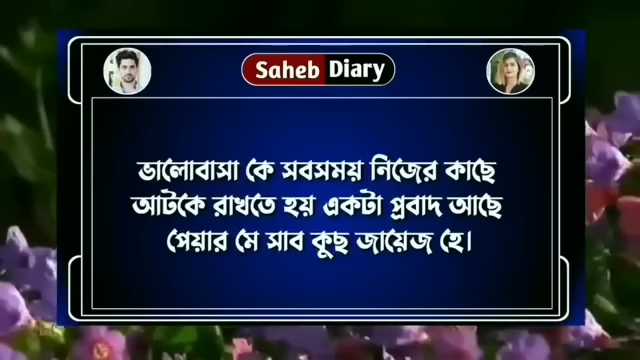 Saheb Diary
ভালোবাসা কে সবসময় নিজের কাছে
আটকে রাখতে হয় একটা প্রবাদ আছে
পেয়ার মে সাব কুছ জায়েজ হে।